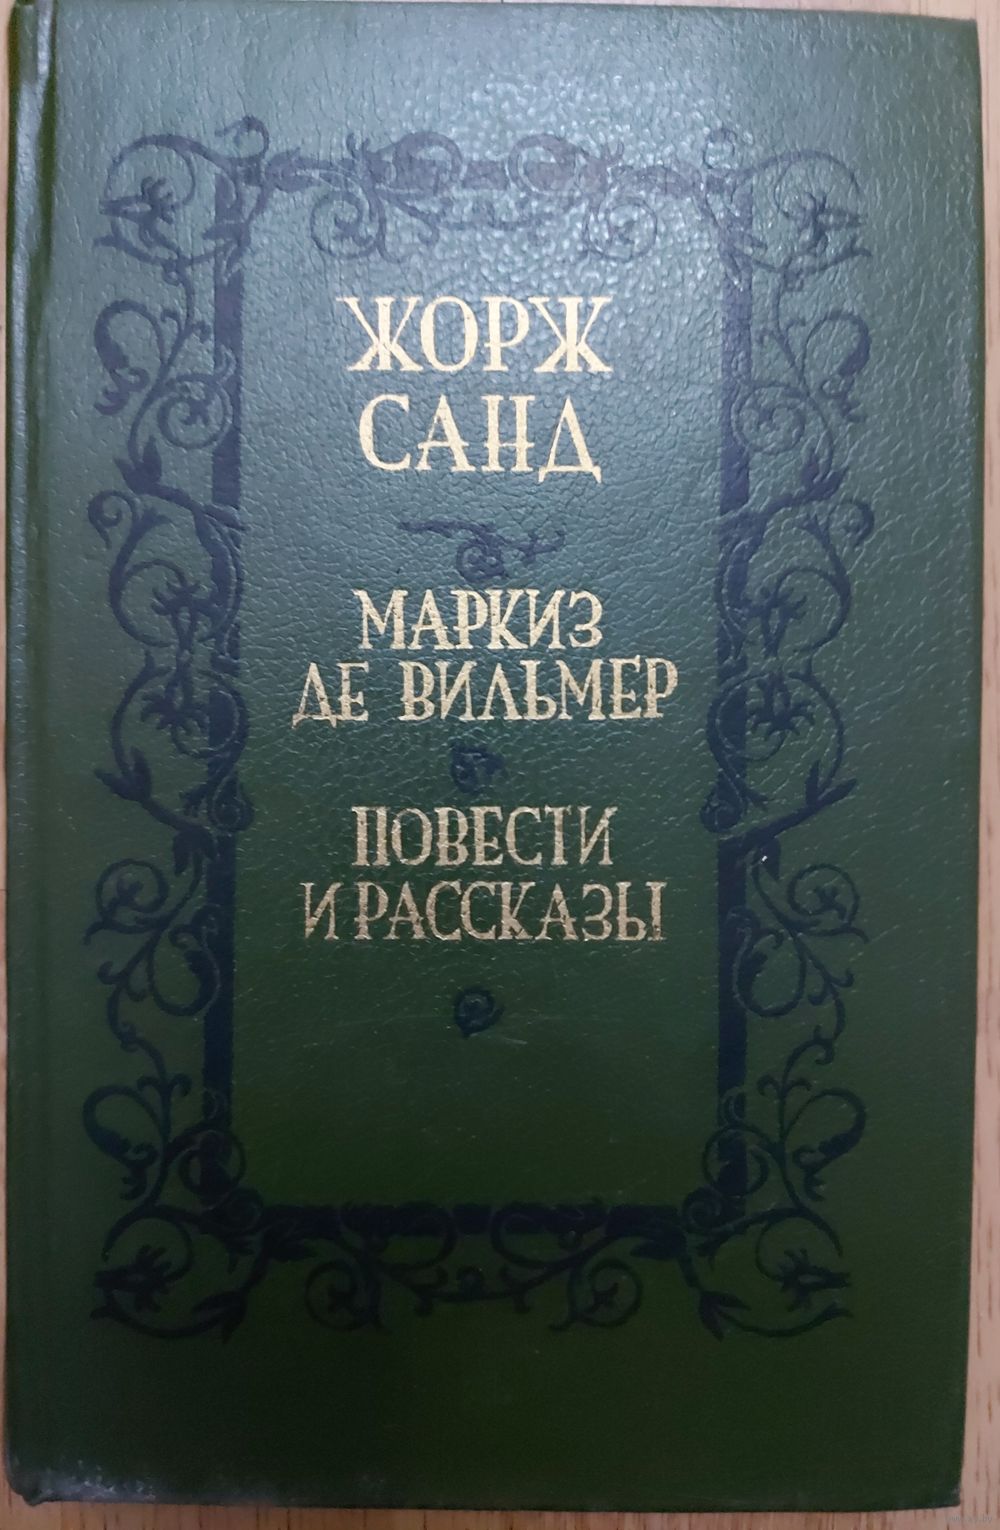 ЖОРЖ
САНД
МАРКИЗ
ДЕ ВИЛЬМЕР
ПОВЕСТИ
И РАССКАЗЫ